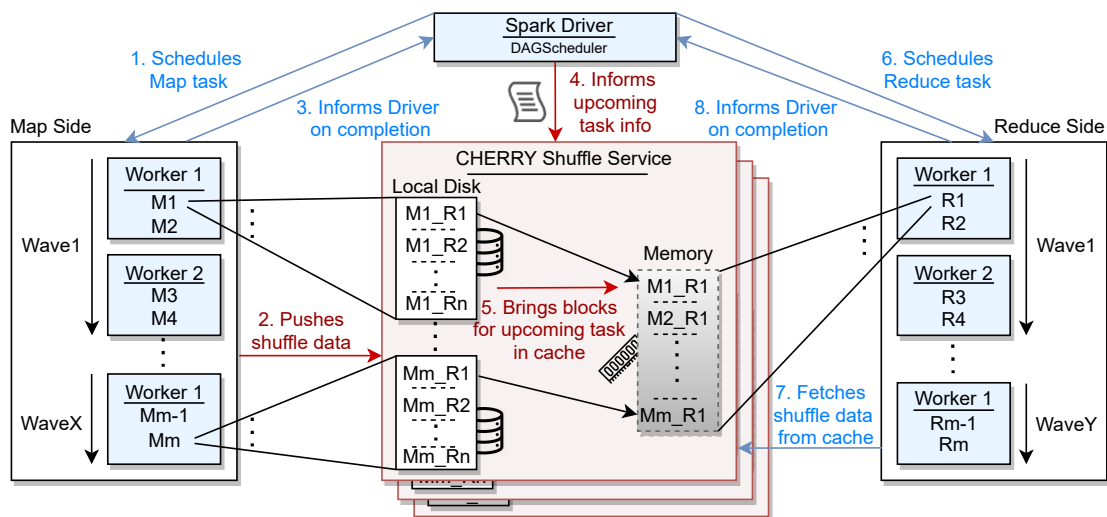 Spark Driver
DAGScheduler
1. Schedules
Map task
3. Informs Driver
on completion
4. Informs
upcoming
task info
6. Schedules
Reduce task
8. Informs Driver
on completion
Map Side
Wave1
Worker 1
M1
M2
Worker 2
M3
M4
WaveX
Worker 1
Mm-1
Mm
2. Pushes
shuffle data
CHERRY Shuffle Service
Local Disk
M1_R1
M1_R2
M1_Rn
Mm_R1
Mm_R2
Mm_Rn
5. Brings blocks
for upcoming task
in cache
Memory
M1_R1
M2_R1
Mm_R1
7. Fetches
shuffle data
from cache
Reduce Side
Worker 1
R1
R2
Wave1
Worker 2
R3
R4
Worker 1
Rm-1
Rm
WaveY